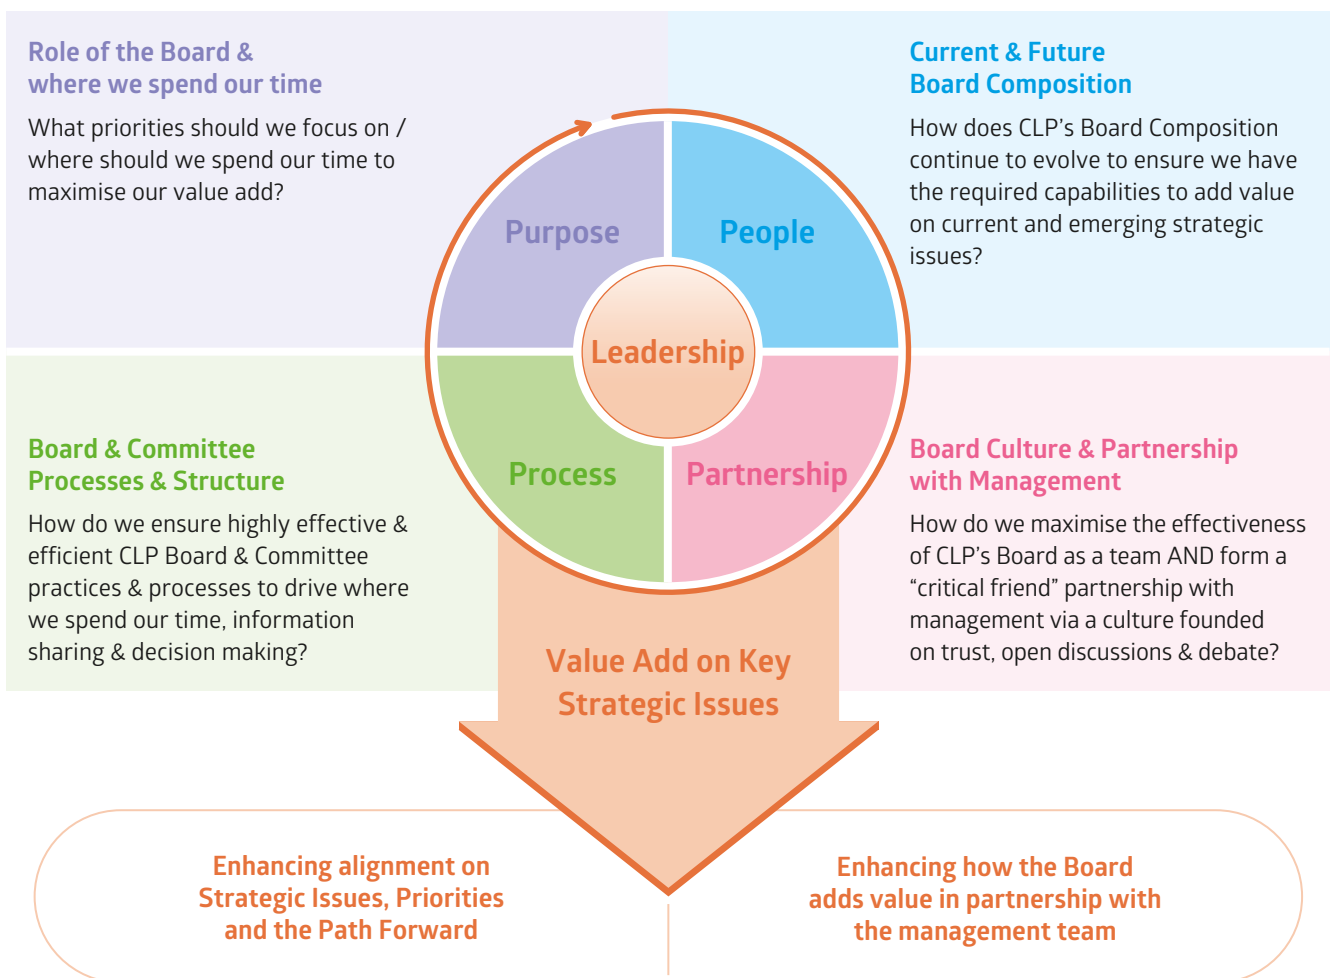 Role of the Board &
where we spend our time
What priorities should we focus on /
where should we spend our time to
maximise our value add?
Current & Future
Board Composition
How does CLP's Board Composition
continue to evolve to ensure we have
the required capabilities to add value
on current and emerging strategic
issues?
Purpose
People
Leadership
Process
Partnership
Board & Committee
Processes & Structure
How do we ensure highly effective &
efficient CLP Board & Committee
practices & processes to drive where
we spend our time, information
sharing & decision making?
Board Culture & Partnership
with Management
How do we maximise the effectiveness
of CLP's Board as a team AND form a
“critical friend” partnership with
management via a culture founded
on trust, open discussions & debate?
Value Add on Key
Strategic Issues
Enhancing alignment on
Strategic Issues, Priorities
and the Path Forward
Enhancing how the Board
adds value in partnership with
the management team